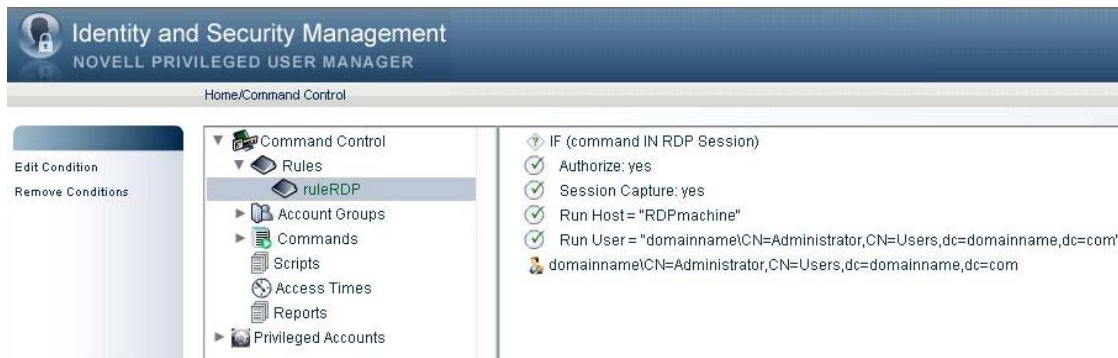 Identity and Security Management
NOVELL PRIVILEGED USER MANAGER
Home/Command Control
Edit Condition
Remove Conditions
Command Control
Rules
ruleRDP
Account Groups
Commands
Scripts
Access Times
Reports
Privileged Accounts
IF (command IN RDP Session)
Authorize: yes
Session Capture: yes
Run Host = "RDPmachine"
Run User = "domainname\CN=Administrator,CN=Users,dc=domainname,dc=com"
domainname\CN=Administrator,CN=Users,dc=domainname,dc=com